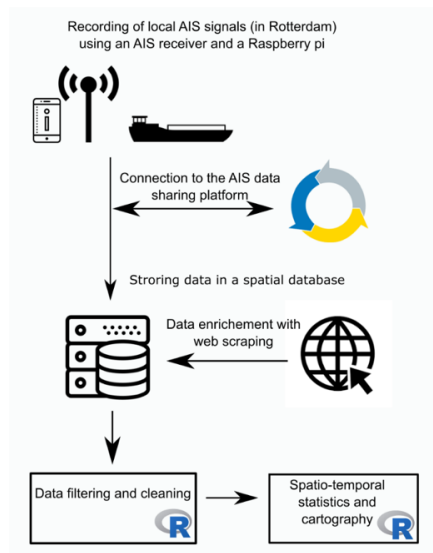 Recording of local AIS signals (in Rotterdam)
using an AIS receiver and a Raspberry pi
Connection to the AIS data
sharing platform
Stroring data in a spatial database
Data enrichement with
web scraping
Data filtering and cleaning
R
Spatio-temporal
statistics and
cartography
R